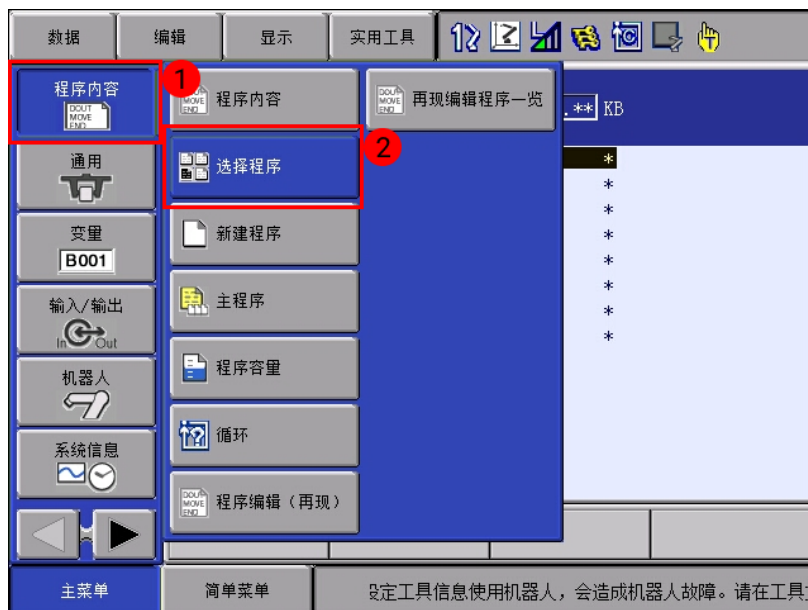 数据
编辑
显示
实用工具
程序内容
DOUT
MOVE
END
1
程序内容
再现编辑程序一览
.** KB
通用
选择程序
2
*
*
*
*
*
*
*
*
变量
B001
新建程序
输入/输出
In Out
主程序
机器人
程序容量
系统信息
循环
程序编辑（再现）
主菜单
简单菜单
设定工具信息使用机器人，会造成机器人故障。请在工具